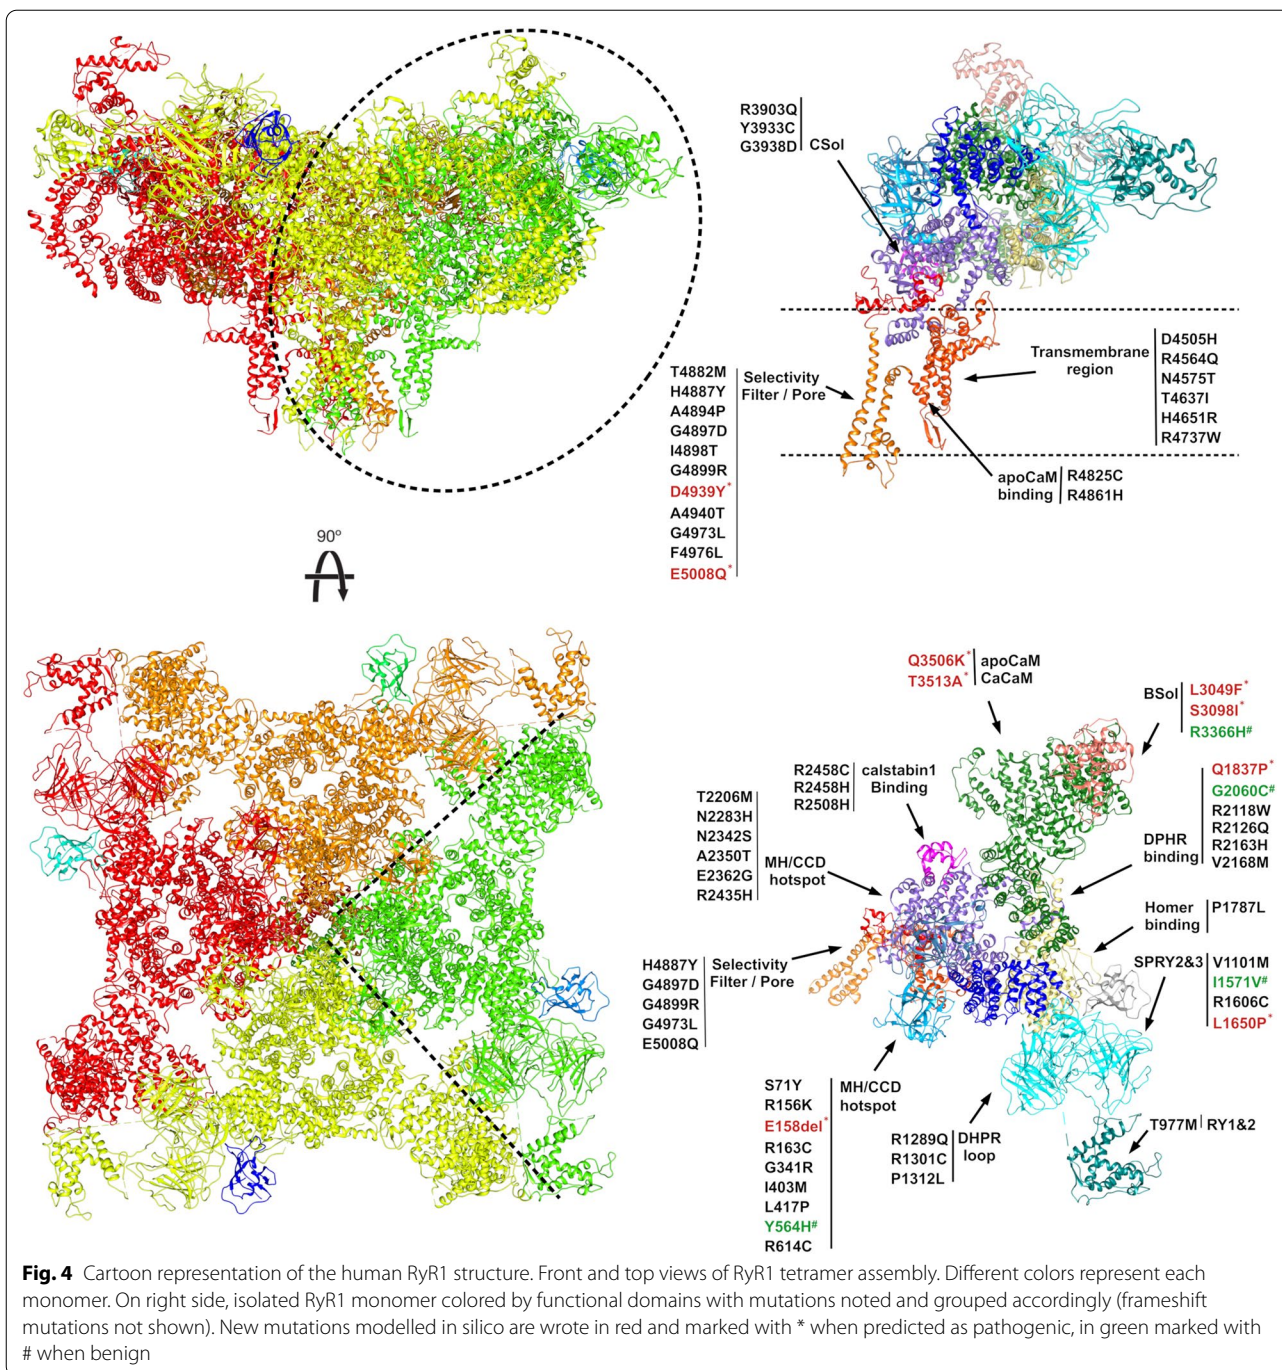 R3903Q
Y3933C
G3938D
CSol
T4882M
H4887Y
A4894P
G4897D
I4898T
G4899R
D4939Y*
A4940T
G4973L
F4976L
E5008Q*
Selectivity
Filter / Pore
Transmembrane
region
D4505H
R4564Q
N4575T
T4637I
H4651R
R4737W
apoCaM
binding
R4825C
R4861H
90º
Q3506K*
T3513A*
apoCaM
CaCaM
BSol
L3049F*
S3098I*
R3366H#
R2458C
R2458H
R2508H
calstabin1
Binding
Q1837P*
G2060C#
R2118W
R2126Q
R2163H
V2168M
DPHR
binding
T2206M
N2283H
N2342S
A2350T
E2362G
R2435H
MH/CCD
hotspot
Homer
binding
P1787L
SPRY2&3
V1101M
I1571V#
R1606C
L1650P*
H4887Y
G4897D
G4899R
G4973L
E5008Q
Selectivity
Filter / Pore
S71Y
R156K
E158del*
R163C
G341R
I403M
L417P
Y564H#
R614C
MH/CCD
hotspot
R1289Q
R1301C
P1312L
DHPR
loop
T977M
RY1&2
Fig. 4 Cartoon representation of the human RyR1 structure. Front and top views of RyR1 tetramer assembly. Different colors represent each
monomer. On right side, isolated RyR1 monomer colored by functional domains with mutations noted and grouped accordingly (frameshift
mutations not shown). New mutations modelled in silico are wrote in red and marked with * when predicted as pathogenic, in green marked with
# when benign